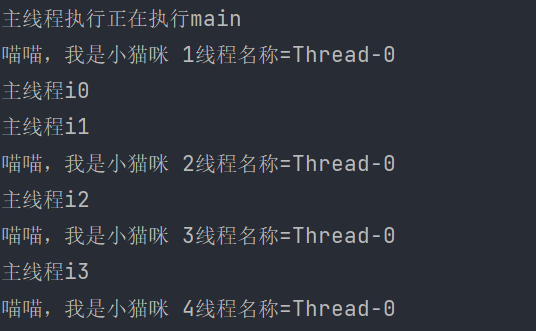 主线程执行正在执行main
喵喵，我是小猫咪 1线程名称=Thread-0
主线程i0
主线程i1
喵喵，我是小猫咪 2线程名称=Thread-0
主线程i2
喵喵，我是小猫咪 3线程名称=Thread-0
主线程i3
喵喵，我是小猫咪 4线程名称=Thread-0